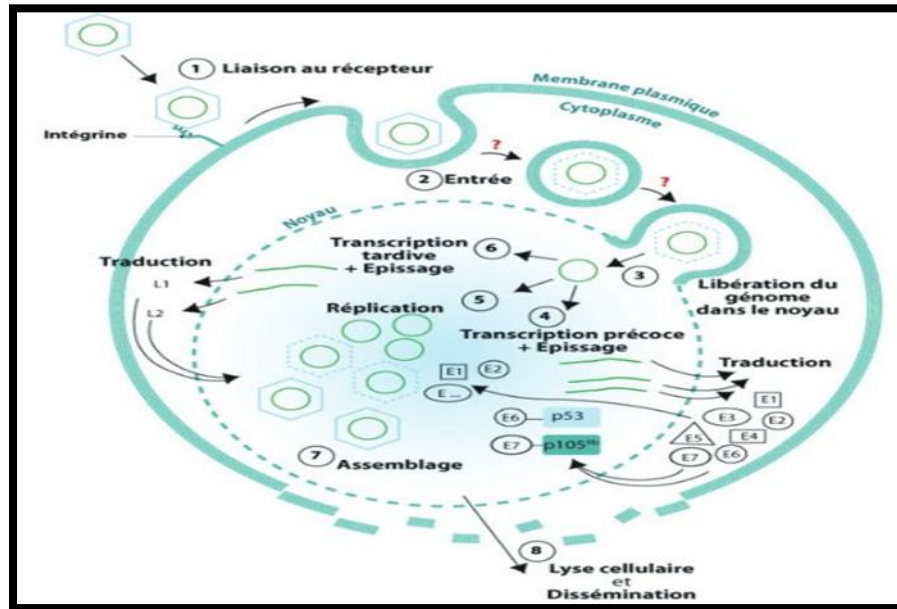 1 Liaison au récepteur
Membrane plasmique
Cytoplasme
Intégrine
?
?
2 Entrée
Noyau
6
Transcription
tardive
+ Epissage
Traduction
L1
L2
3
Libération du
génome
dans le noyau
5
4
Réplication
Transcription précoce
+ Epissage
Traduction
E1
E2
E ...
E1
E3
E2
E5
E4
E7
E6
E6
p53
E7
p105ᴿᵇ
7 Assemblage
8
Lyse cellulaire
et
Dissémination